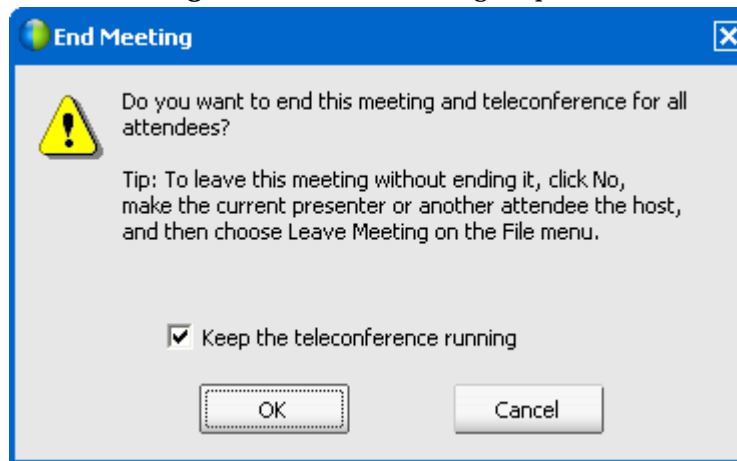 End Meeting
Do you want to end this meeting and teleconference for all
attendees?
Tip: To leave this meeting without ending it, click No,
make the current presenter or another attendee the host,
and then choose Leave Meeting on the File menu.
Keep the teleconference running
OK
Cancel